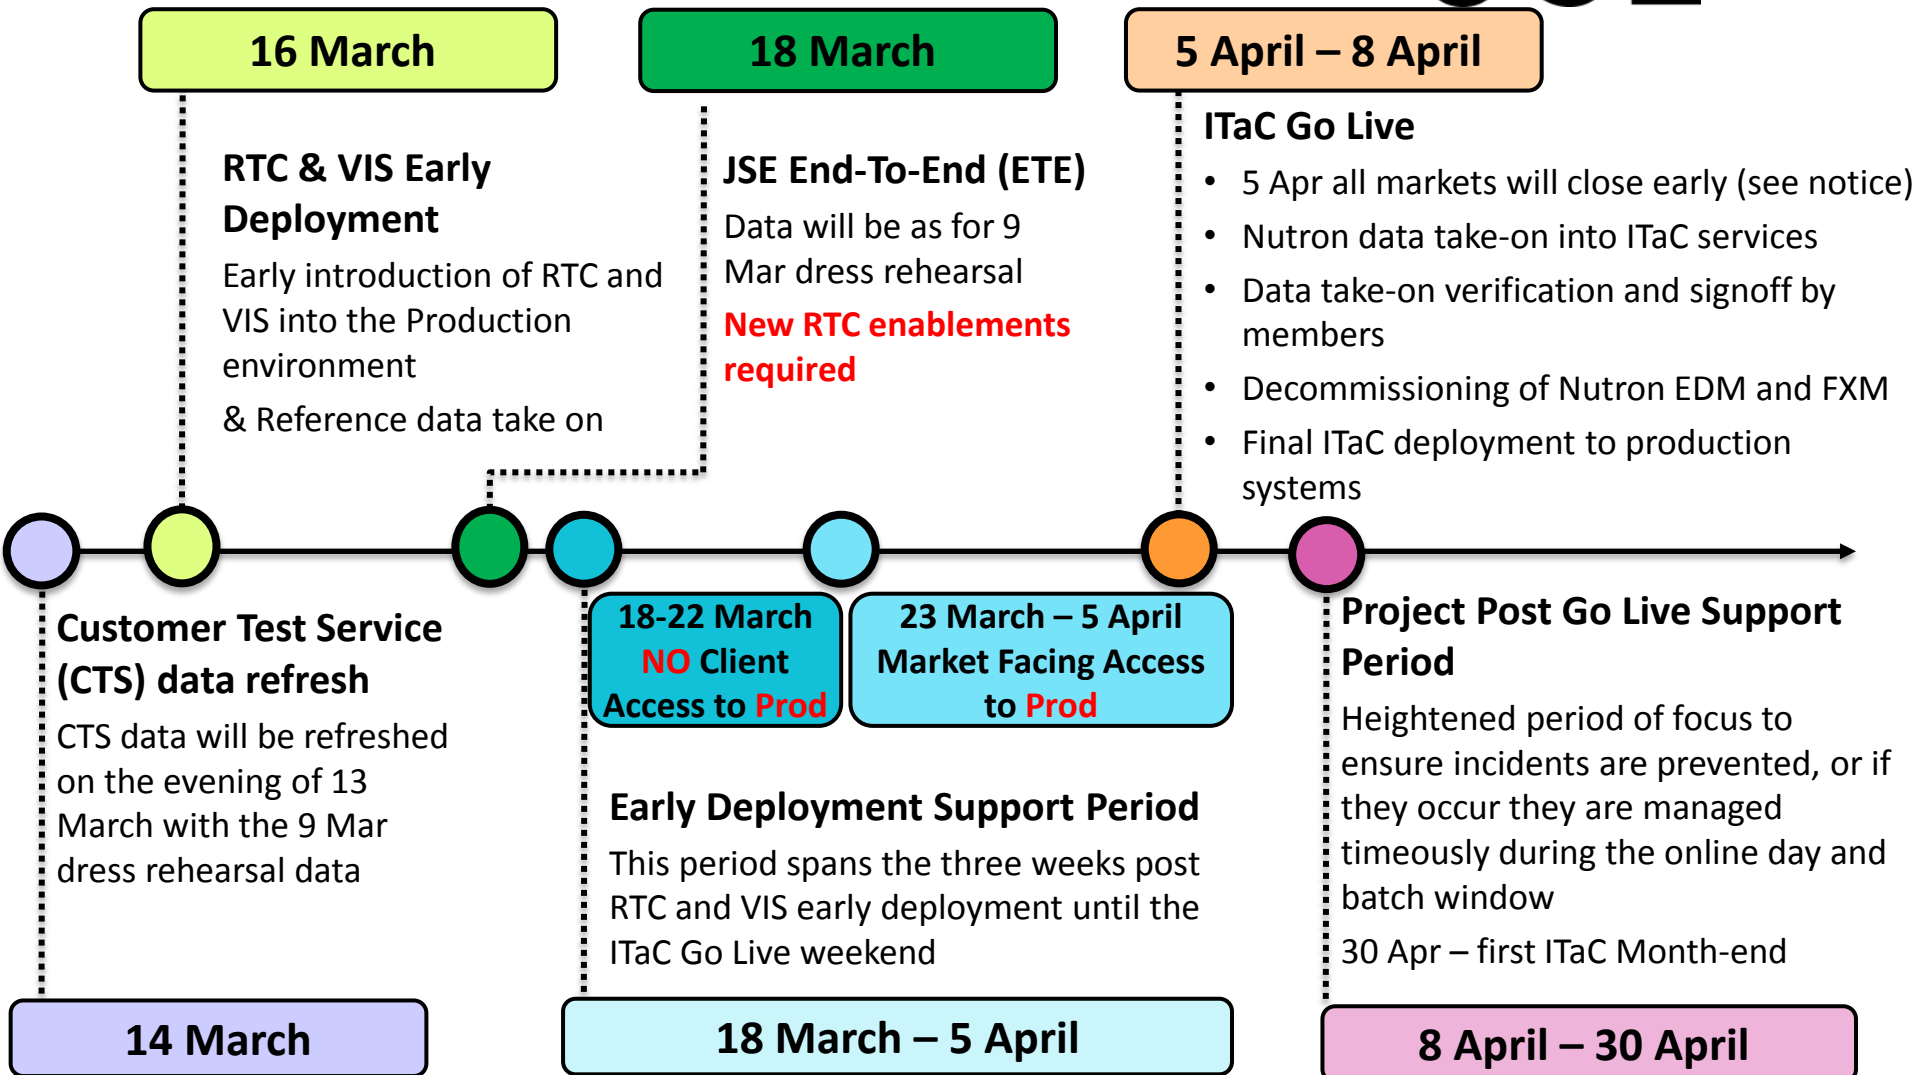 16 March
18 March
5 April – 8 April
RTC & VIS Early
Deployment
Early introduction of RTC and
VIS into the Production
environment
& Reference data take on
JSE End-To-End (ETE)
Data will be as for 9
Mar dress rehearsal
New RTC enablements
required
ITaC Go Live
• 5 Apr all markets will close early (see notice)
• Nutron data take-on into ITaC services
• Data take-on verification and signoff by
members
• Decommissioning of Nutron EDM and FXM
• Final ITaC deployment to production
systems
Customer Test Service
(CTS) data refresh
CTS data will be refreshed
on the evening of 13
March with the 9 Mar
dress rehearsal data
14 March
18-22 March
NO Client
Access to Prod
23 March – 5 April
Market Facing Access
to Prod
Early Deployment Support Period
This period spans the three weeks post
RTC and VIS early deployment until the
ITaC Go Live weekend
18 March – 5 April
Project Post Go Live Support
Period
Heightened period of focus to
ensure incidents are prevented, or if
they occur they are managed
timeously during the online day and
batch window
30 Apr – first ITaC Month-end
8 April – 30 April